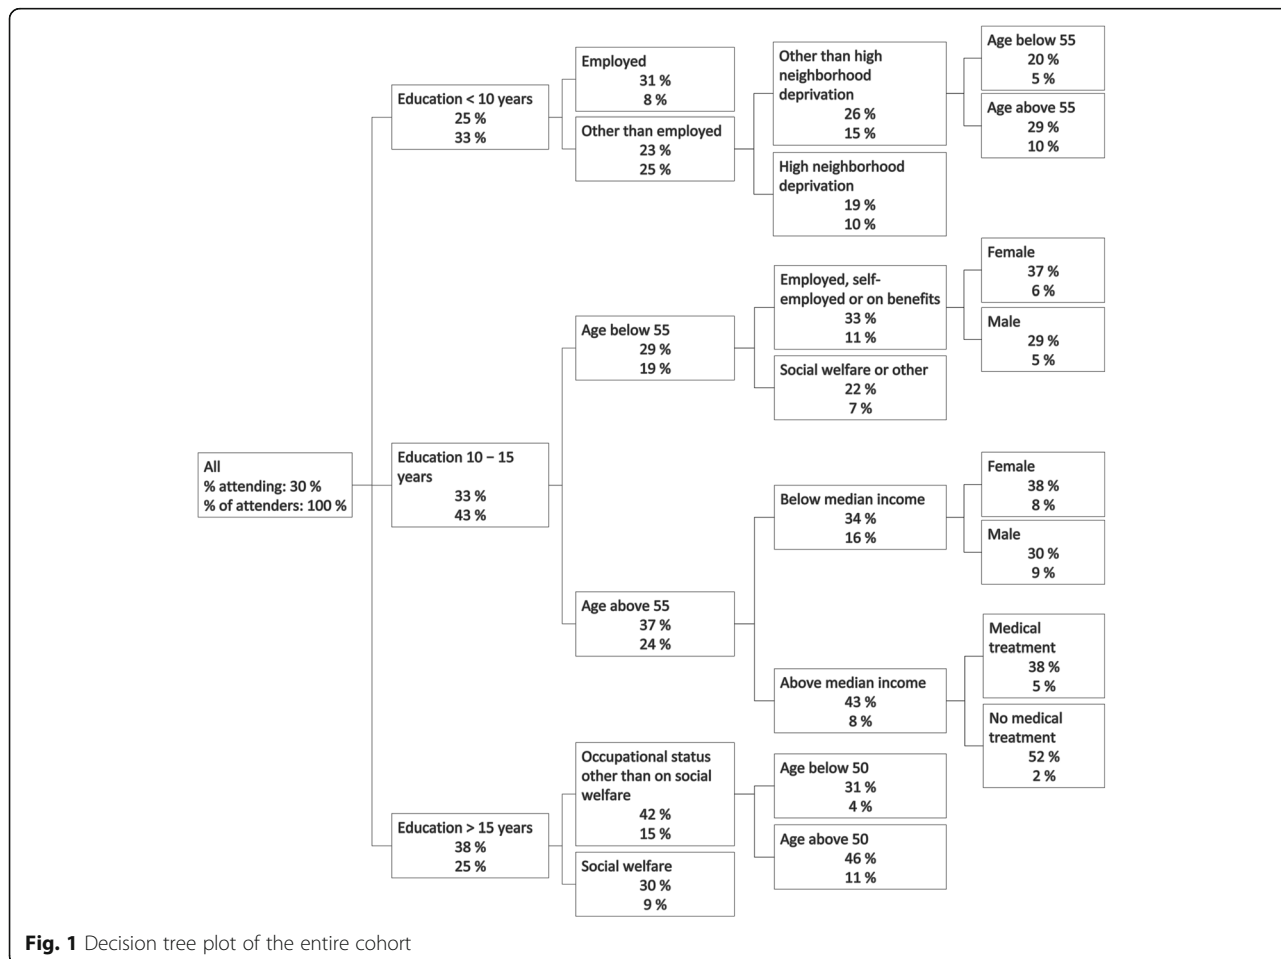 All
% attending: 30 %
% of attenders: 100 %
Education < 10 years
25 %
33 %
Employed
31 %
8 %
Other than employed
23 %
25 %
Other than high
neighborhood
deprivation
26 %
15 %
Age below 55
20 %
5 %
Age above 55
29 %
10 %
High neighborhood
deprivation
19 %
10 %
Education 10 – 15
years
33 %
43 %
Age below 55
29 %
19 %
Employed, self-
employed or on benefits
33 %
11 %
Female
37 %
6 %
Male
29 %
5 %
Social welfare or other
22 %
7 %
Age above 55
37 %
24 %
Below median income
34 %
16 %
Female
38 %
8 %
Male
30 %
9 %
Above median income
43 %
8 %
Medical
treatment
38 %
5 %
No medical
treatment
52 %
2 %
Education > 15 years
38 %
25 %
Occupational status
other than on social
welfare
42 %
15 %
Age below 50
31 %
4 %
Age above 50
46 %
11 %
Social welfare
30 %
9 %
Fig. 1 Decision tree plot of the entire cohort